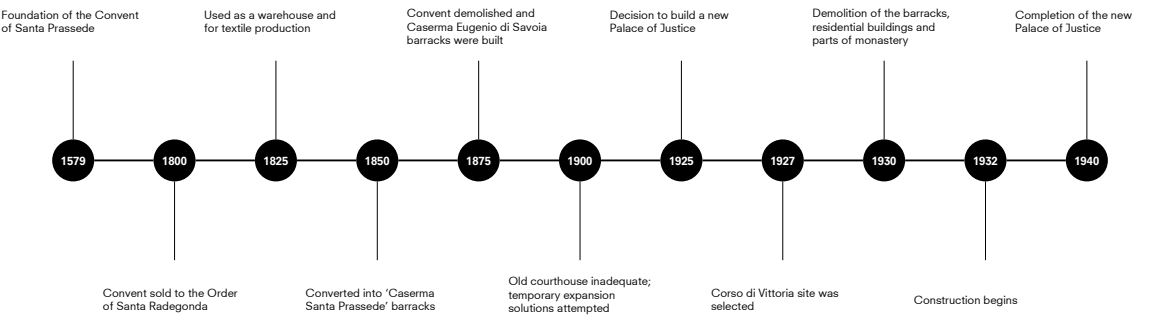 Foundation of the Convent
of Santa Prassede
Used as a warehouse and
for textile production
Convent demolished and
Caserma Eugenio di Savoia
barracks were built
Decision to build a new
Palace of Justice
Demolition of the barracks,
residential buildings and
parts of monastery
Completion of the new
Palace of Justice
1579
1800
1825
1850
1875
1900
1925
1927
1930
1932
1940
Convent sold to the Order
of Santa Radegonda
Converted into ‘Caserma
Santa Prassede’ barracks
Old courthouse inadequate;
temporary expansion
solutions attempted
Corso di Vittoria site was
selected
Construction begins